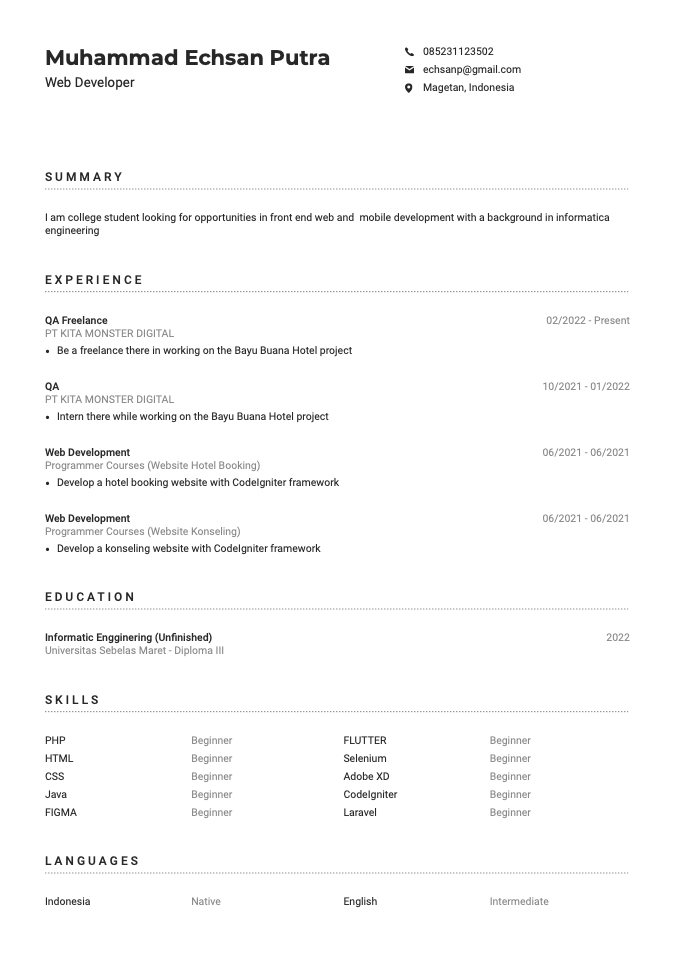 Muhammad Echsan Putra
Web Developer
085231123502
echsanp@gmail.com
Magetan, Indonesia
SUMMARY
I am college student looking for opportunities in front end web and  mobile development with a background in informatica
engineering
EXPERIENCE
QA Freelance 02/2022 - Present
PT KITA MONSTER DIGITAL
• Be a freelance there in working on the Bayu Buana Hotel project
QA 10/2021 - 01/2022
PT KITA MONSTER DIGITAL
• Intern there while working on the Bayu Buana Hotel project
Web Development 06/2021 - 06/2021
Programmer Courses (Website Hotel Booking)
• Develop a hotel booking website with CodeIgniter framework
Web Development 06/2021 - 06/2021
Programmer Courses (Website Konseling)
• Develop a konseling website with CodeIgniter framework
EDUCATION
Informatic Engginering (Unfinished) 2022
Universitas Sebelas Maret - Diploma III
SKILLS
PHP Beginner FLUTTER Beginner
HTML Beginner Selenium Beginner
CSS Beginner Adobe XD Beginner
Java Beginner CodeIgniter Beginner
FIGMA Beginner Laravel Beginner
LANGUAGES
Indonesia Native English Intermediate